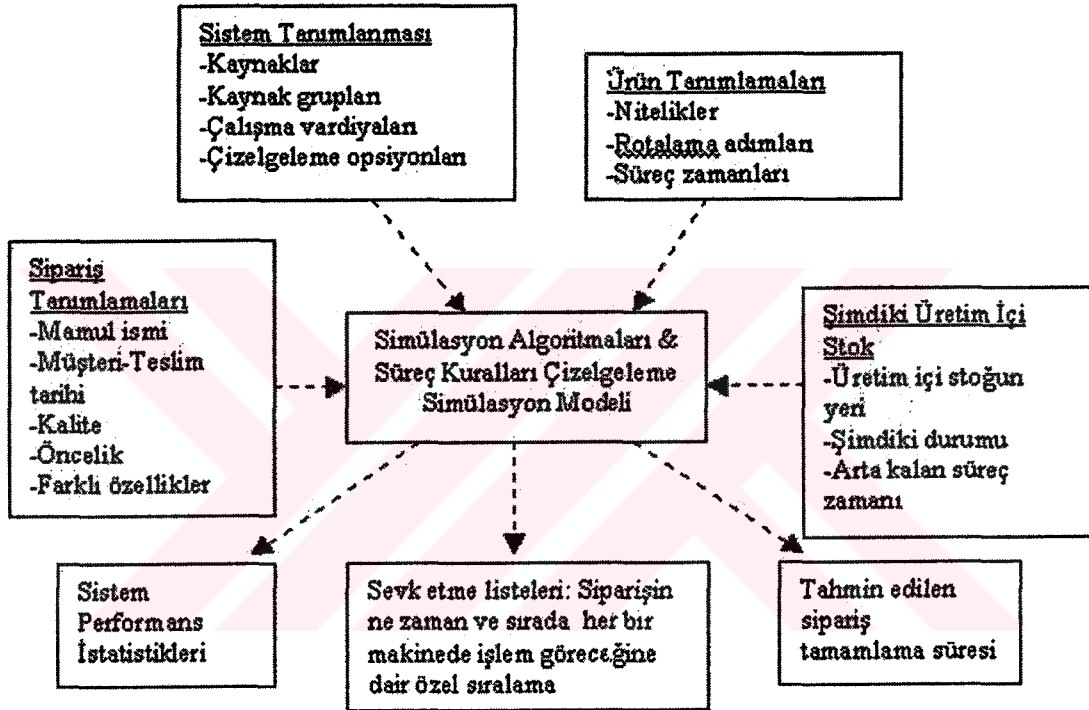 Sistem Tanımlanması
-Kaynaklar
-Kaynak grupları
-Çalışma vardiyaları
-Çizelgeleme opsiyonları
Ürün Tanımlamaları
-Nitelikler
-Rotalama adımları
-Süreç zamanları
Sipariş
Tanımlamaları
-Mamul ismi
-Müşteri-Teslim
tarihi
-Kalite
-Öncelik
-Farklı özellikler
Simülasyon Algoritmaları &
Süreç Kuralları Çizelgeleme
Simülasyon Modeli
Şimdiki Üretim İçi
Stok
-Üretim içi stoğun
yeri
-Şimdiki durumu
-Arta kalan süreç
zamanı
Sistem
Performans
İstatistikleri
Sevk etme listeleri: Siparişin
ne zaman ve sırada her bir
makinede işlem göreceğine
dair özel sıralama
Tahmin edilen
sipariş
tamamlama süresi